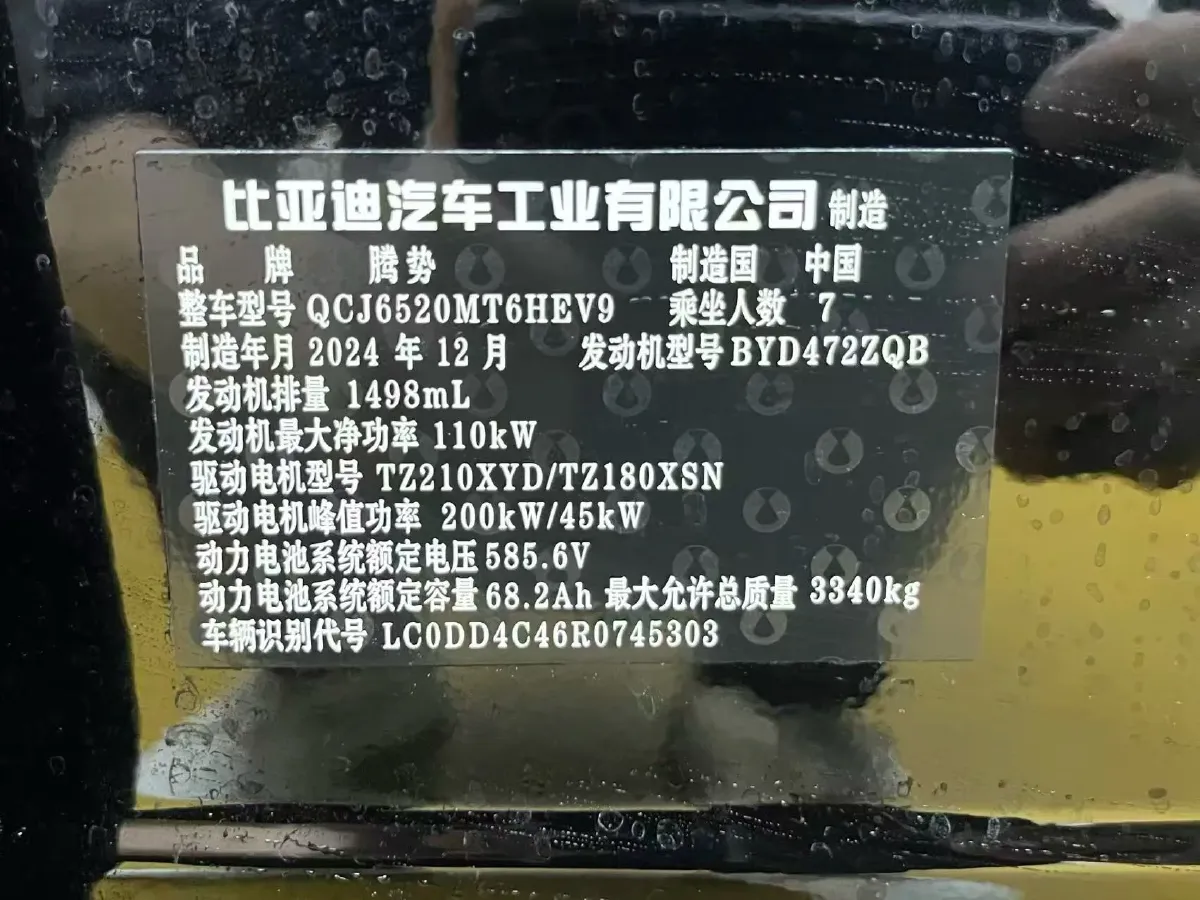 比亚迪汽车工业有限公司 制造
品 牌 腾势 制造国 中国
整车型号 QCJ6520MT6HEV9 乘坐人数 7
制造年月 2024 年 12 月 发动机型号 BYD472ZQB
发动机排量 1498mL
发动机最大净功率 110kW
驱动电机型号 TZ210XYD/TZ180XSN
驱动电机峰值功率 200kW/45kW
动力电池系统额定电压 585.6V
动力电池系统额定容量 68.2Ah 最大允许总质量 3340kg
车辆识别代号 LC0DD4C46R0745303